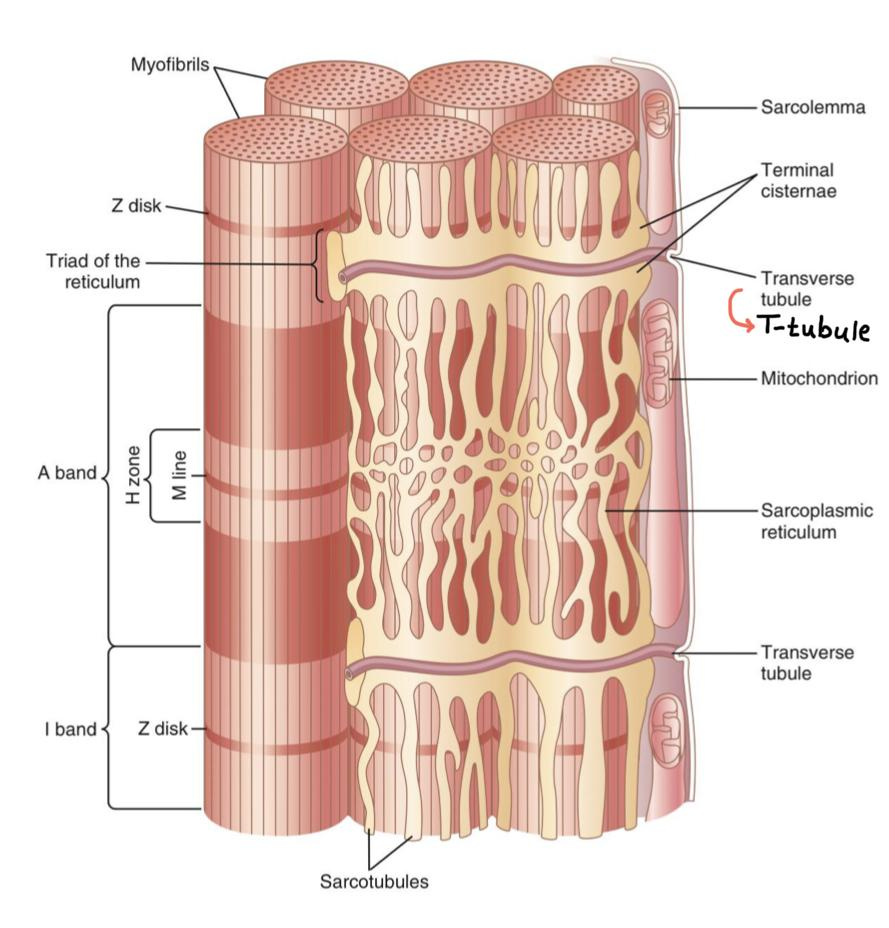 Myofibrils
Sarcolemma
Terminal
cisternae
Z disk
Triad of the
reticulum
Transverse
tubule
T-tubule
Mitochondrion
A band
H zone
M line
Sarcoplasmic
reticulum
Transverse
tubule
I band
Z disk
Sarcotubules